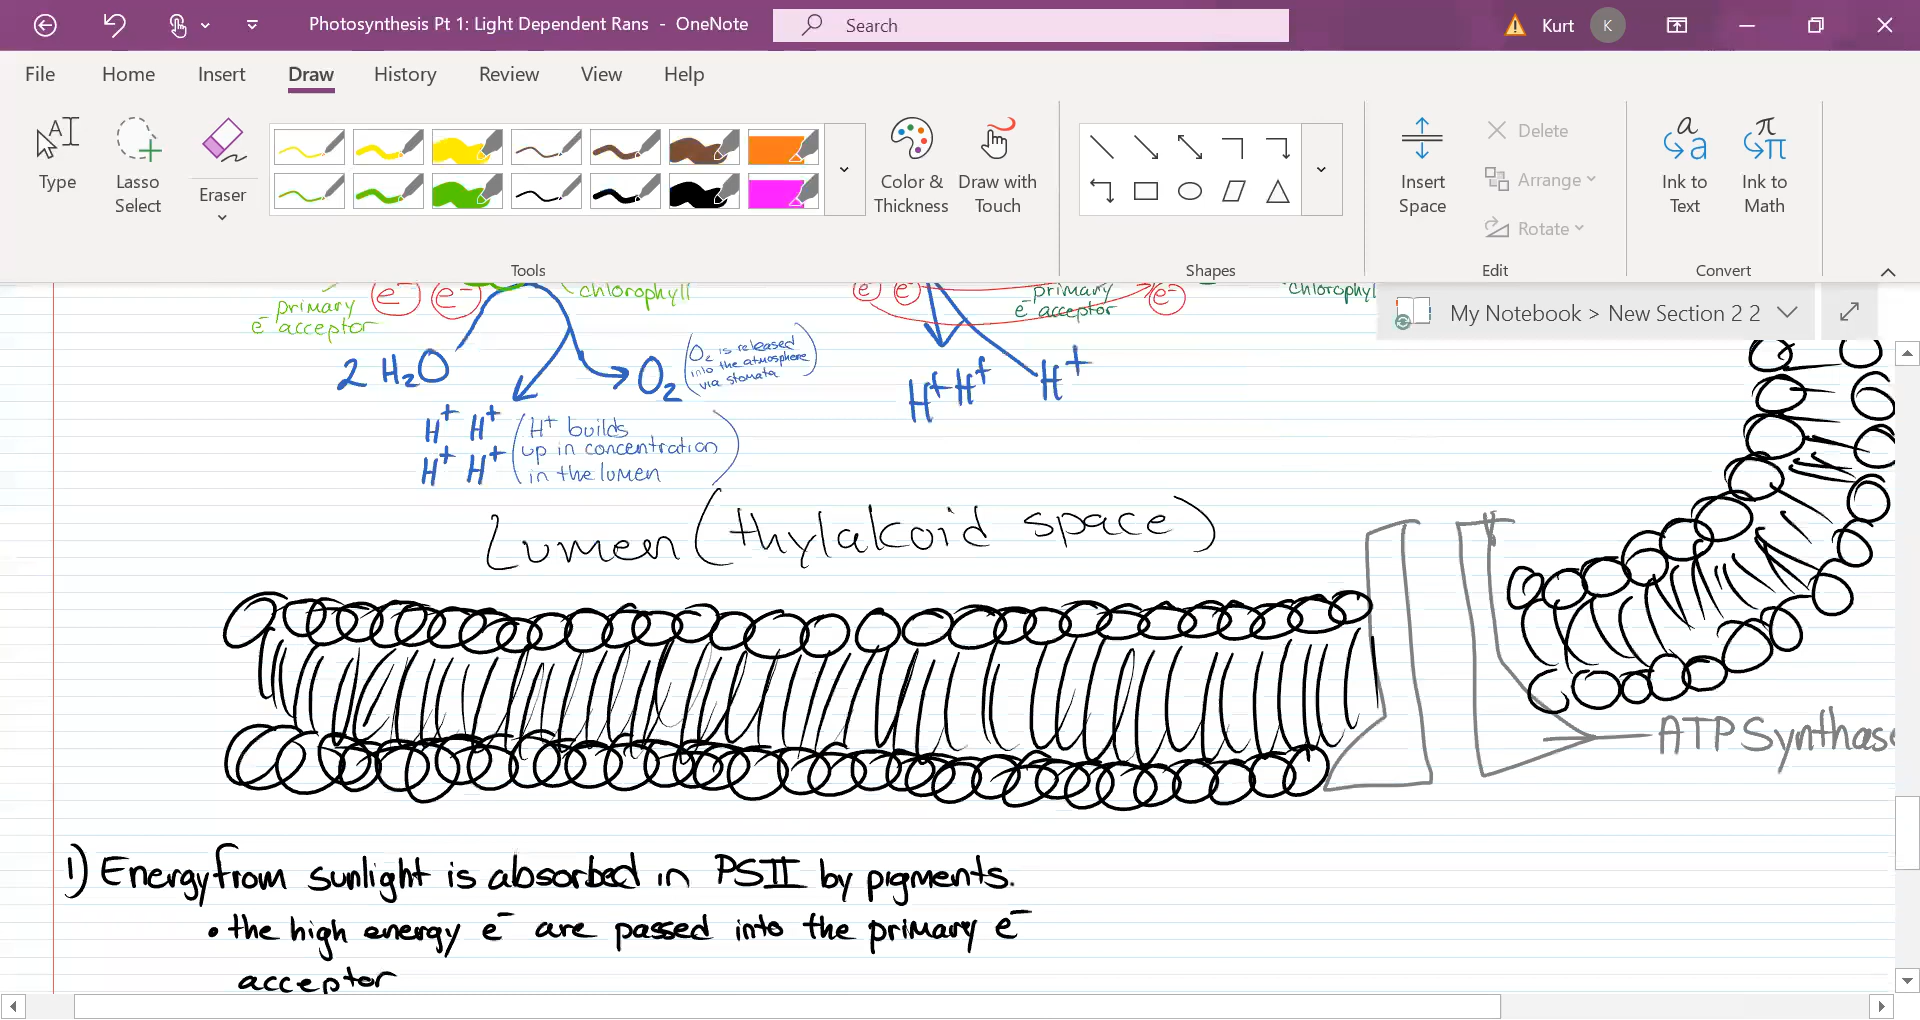 Photosynthesis Pt 1: Light Dependent Rans - OneNote
Search
Kurt
K
File Home Insert Draw History Review View Help
Type
Lasso Select
Eraser
Color & Thickness
Draw with Touch
Insert Space
Delete
Arrange
Rotate
Ink to Text
Ink to Math
Tools
Shapes
Edit
Convert
My Notebook > New Section 2 2
primary
e⁻ acceptor
e⁻ e⁻
chlorophyll
e⁻ e⁻
primary
e⁻ acceptor
e⁻
chlorophyl
2 H₂O
O₂
(O₂ is released
into the atmosphere
via stomata)
H⁺ H⁺
H⁺
H⁺ H⁺
H⁺ H⁺
(H⁺ builds
up in concentration
in the lumen)
Lumen (thylakoid space)
ATP Synthase
1) Energy from sunlight is absorbed in PSII by pigments.
• the high energy e⁻ are passed into the primary e⁻
acceptor